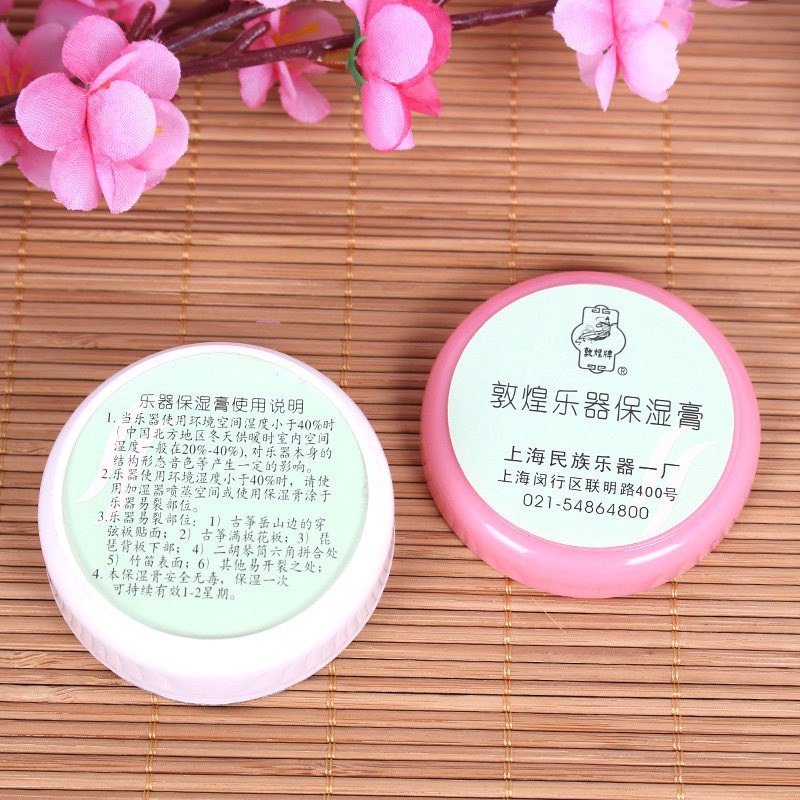 乐器保湿膏使用说明
1. 当乐器使用环境空间湿度小于40%时
（中国北方地区冬天供暖时室内空间
湿度一般在20%-40%), 对乐器本身的
结构形态音色等产生一定的影响。
2. 乐器使用环境湿度小于40%时，请使
用加湿器喷蒸空间或使用保湿膏涂于
乐器易裂部位。
3. 乐器易裂部位：1）古筝岳山边的穿
弦板贴面；2）古筝满板花板；3）琵
琶背板下部；4）二胡琴筒六角拼合处
5）竹笛表面；6）其他易开裂之处；
4. 本保湿膏安全无毒，保湿一次
可持续有效1-2星期。
敦煌牌
®
敦煌乐器保湿膏
上海民族乐器一厂
上海闵行区联明路400号
021-54864800